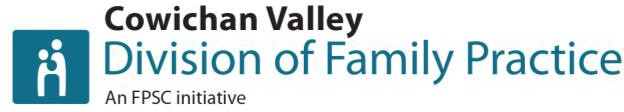 Cowichan Valley
Division of Family Practice
An FPSC initiative